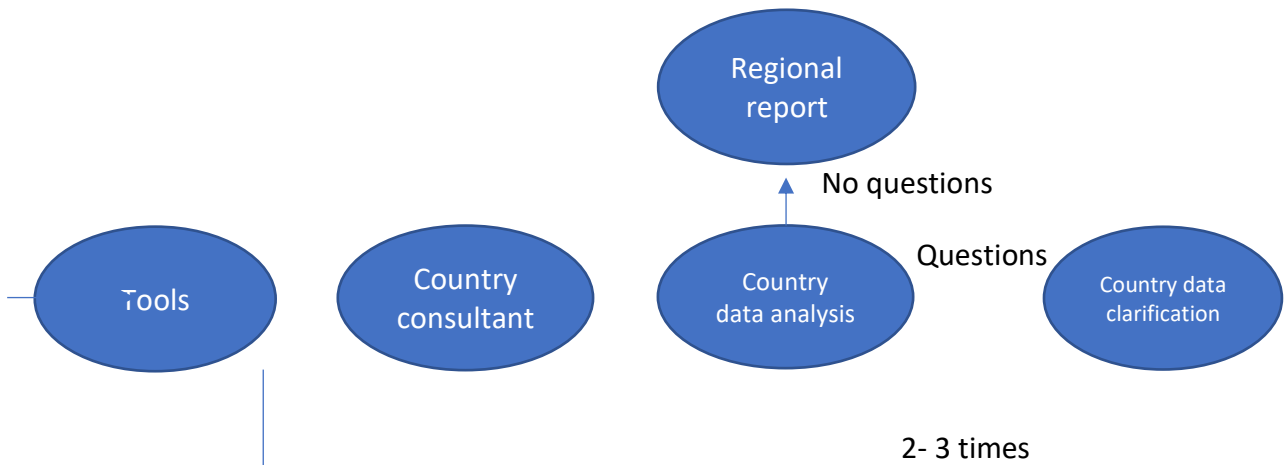 Regional
report
No questions
Tools
Country
consultant
Country
data analysis
Questions
Country data
clarification
2- 3 times